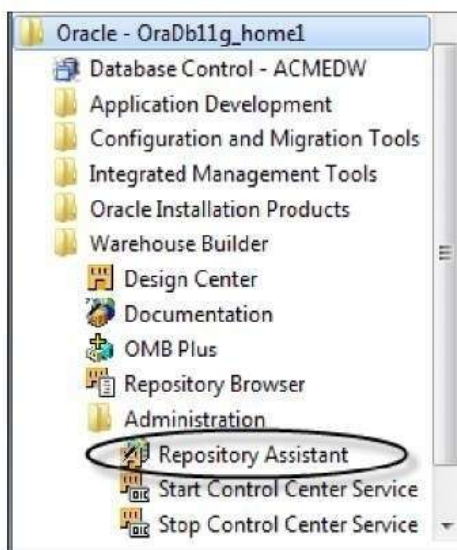 Oracle - OraDb11g_home1
Database Control - ACMEDW
Application Development
Configuration and Migration Tools
Integrated Management Tools
Oracle Installation Products
Warehouse Builder
Design Center
Documentation
OMB Plus
Repository Browser
Administration
Repository Assistant
Start Control Center Service
Stop Control Center Service